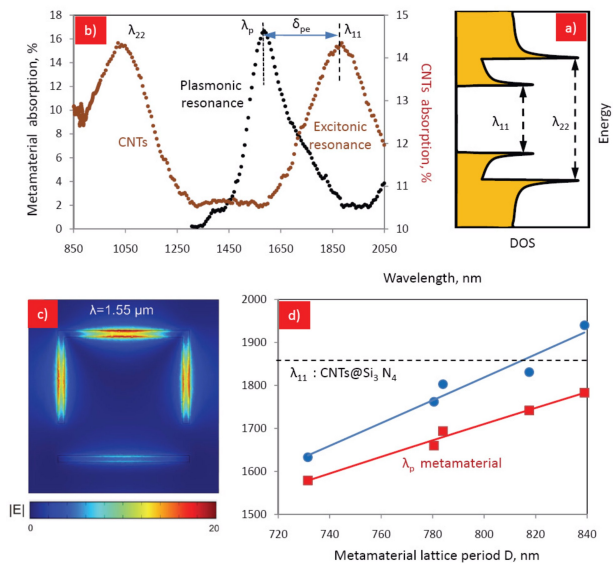 b)
λ22
λp
δpe
λ11
Plasmonic
resonance
CNTs
Excitonic
resonance
Metamaterial absorption, %
18
16
14
12
10
8
6
4
2
0
CNTs absorption, %
15
14
13
12
11
10
850
1050
1250
1450
1650
1850
2050
Wavelength, nm
a)
λ11
λ22
Energy
DOS
c)
λ=1.55 μm
|E|
0
10
20
d)
2000
1900
1800
1700
1600
1500
λ11 : CNTs@Si3 N4
λp metamaterial
720
740
760
780
800
820
840
Metamaterial lattice period D, nm